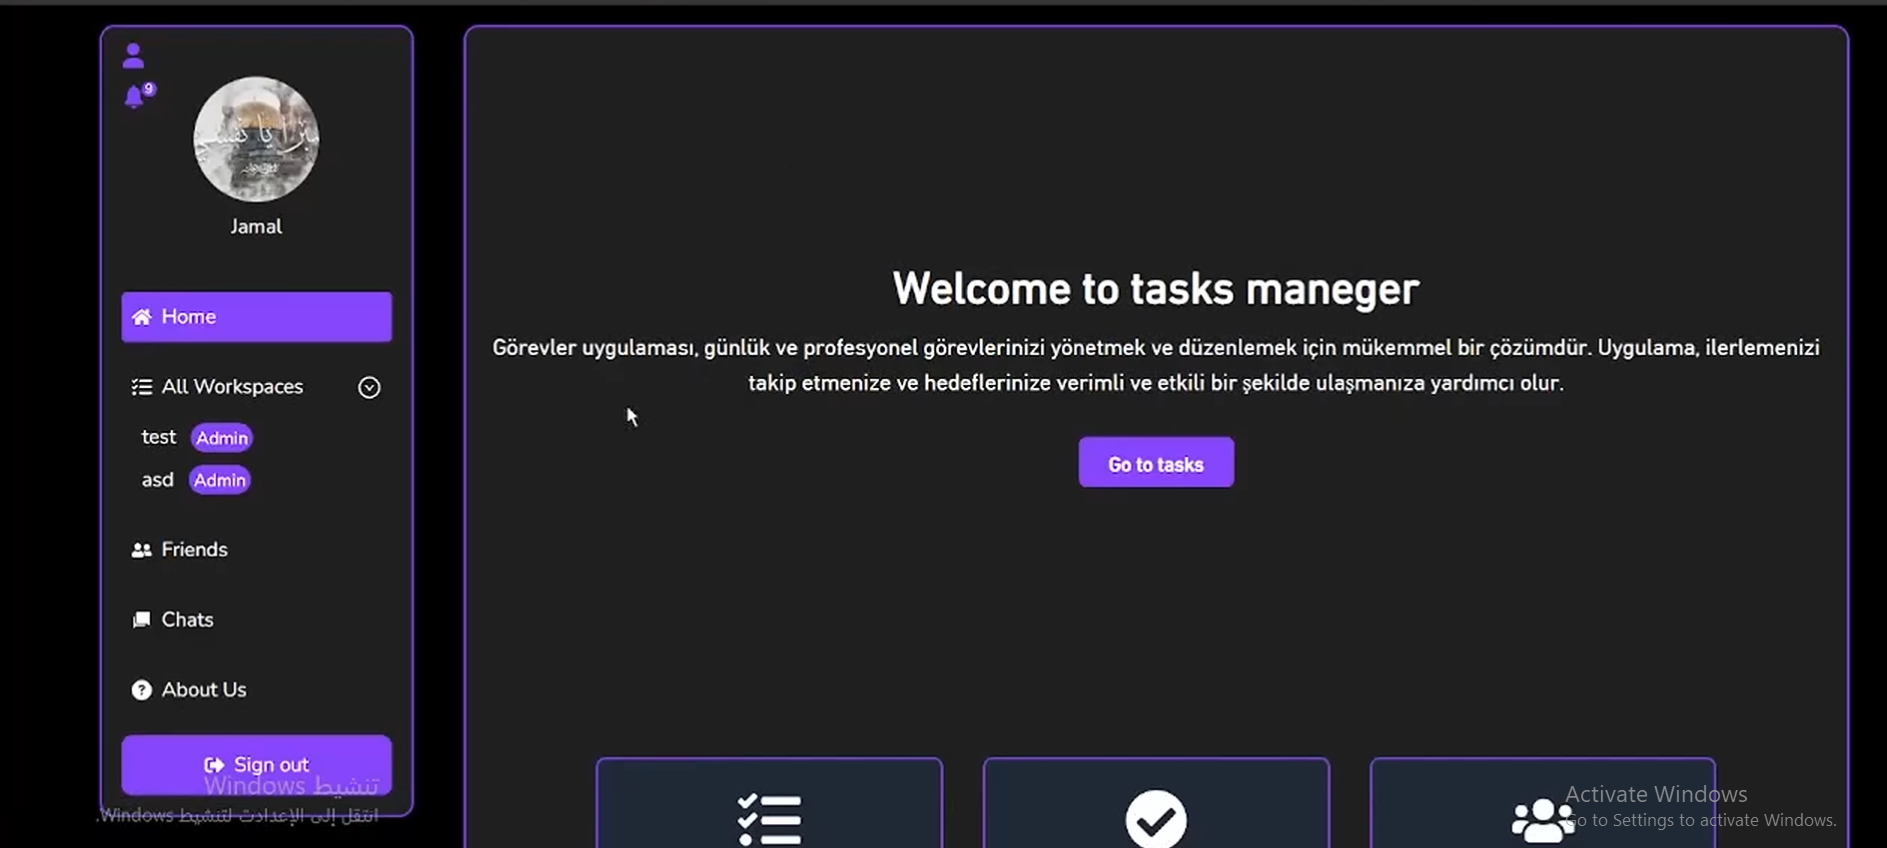 9
Jamal
Home
All Workspaces
test Admin
asd Admin
Friends
Chats
? About Us
Sign out
تنشيط Windows
انتقل إلى الإعدادت لتنشيط Windows.
Welcome to tasks maneger
Görevler uygulaması, günlük ve profesyonel görevlerinizi yönetmek ve düzenlemek için mükemmel bir çözümdür. Uygulama, ilerlemenizi
takip etmenize ve hedeflerinize verimli ve etkili bir şekilde ulaşmanıza yardımcı olur.
Go to tasks
Activate Windows
Go to Settings to activate Windows.